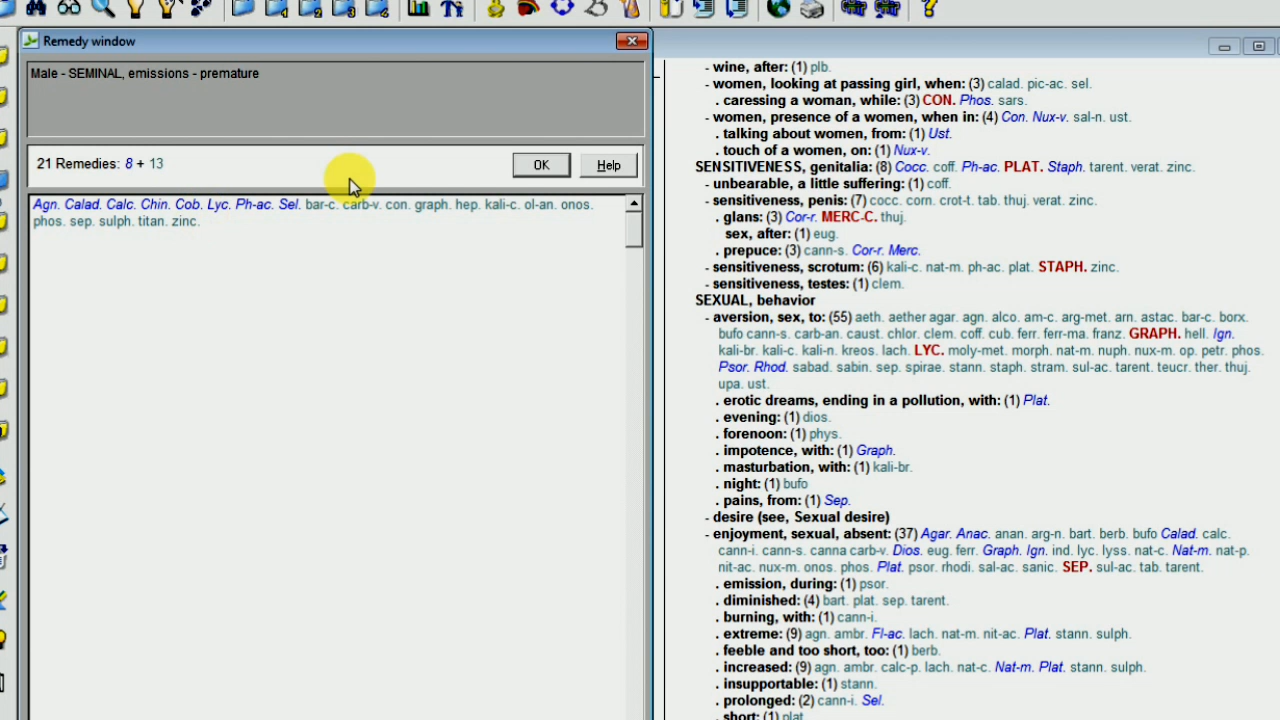 Remedy window
Male - SEMINAL, emissions - premature
21 Remedies: 8 + 13
OK
Help
Agn. Calad. Calc. Chin. Cob. Lyc. Ph-ac. Sel. bar-c. carb-v. con. graph. hep. kali-c. ol-an. onos.
phos. sep. sulph. titan. zinc.
- wine, after: (1) plb.
- women, looking at passing girl, when: (3) calad. pic-ac. sel.
. caressing a woman, while: (3) CON. Phos. sars.
- women, presence of a women, when in: (4) Con. Nux-v. sal-n. ust.
. talking about women, from: (1) Ust.
. touch of a women, on: (1) Nux-v.
SENSITIVENESS, genitalia: (8) Cocc. coff. Ph-ac. PLAT. Staph. tarent. verat. zinc.
- unbearable, a little suffering: (1) coff.
- sensitiveness, penis: (7) cocc. corn. crot-t. tab. thuj. verat. zinc.
. glans: (3) Cor-r. MERC-C. thuj.
sex, after: (1) eug.
. prepuce: (3) cann-s. Cor-r. Merc.
- sensitiveness, scrotum: (6) kali-c. nat-m. ph-ac. plat. STAPH. zinc.
- sensitiveness, testes: (1) clem.
SEXUAL, behavior
- aversion, sex, to: (55) aeth. aether agar. agn. alco. am-c. arg-met. arn. astac. bar-c. borx.
bufo cann-s. carb-an. caust. chlor. clem. coff. cub. ferr. ferr-ma. franz. GRAPH. hell. Ign.
kali-br. kali-c. kali-n. kreos. lach. LYC. moly-met. morph. nat-m. nuph. nux-m. op. petr. phos.
Psor. Rhod. sabad. sabin. sep. spirae. stann. staph. stram. sul-ac. tarent. teucr. ther. thuj.
upa. ust.
. erotic dreams, ending in a pollution, with: (1) Plat.
. evening: (1) dios.
. forenoon: (1) phys.
. impotence, with: (1) Graph.
. masturbation, with: (1) kali-br.
. night: (1) bufo
. pains, from: (1) Sep.
- desire (see, Sexual desire)
- enjoyment, sexual, absent: (37) Agar. Anac. anan. arg-n. bart. berb. bufo Calad. calc.
cann-i. cann-s. canna carb-v. Dios. eug. ferr. Graph. Ign. ind. lyc. lyss. nat-c. Nat-m. nat-p.
nit-ac. nux-m. onos. phos. Plat. psor. rhodi. sal-ac. sanic. SEP. sul-ac. tab. tarent.
. emission, during: (1) psor.
. diminished: (4) bart. plat. sep. tarent.
. burning, with: (1) cann-i.
. extreme: (9) agn. ambr. Fl-ac. lach. nat-m. nit-ac. Plat. stann. sulph.
. feeble and too short, too: (1) berb.
. increased: (9) agn. ambr. calc-p. lach. nat-c. Nat-m. Plat. stann. sulph.
. insupportable: (1) stann.
. prolonged: (2) cann-i. Sel.
. short: (1) plat.